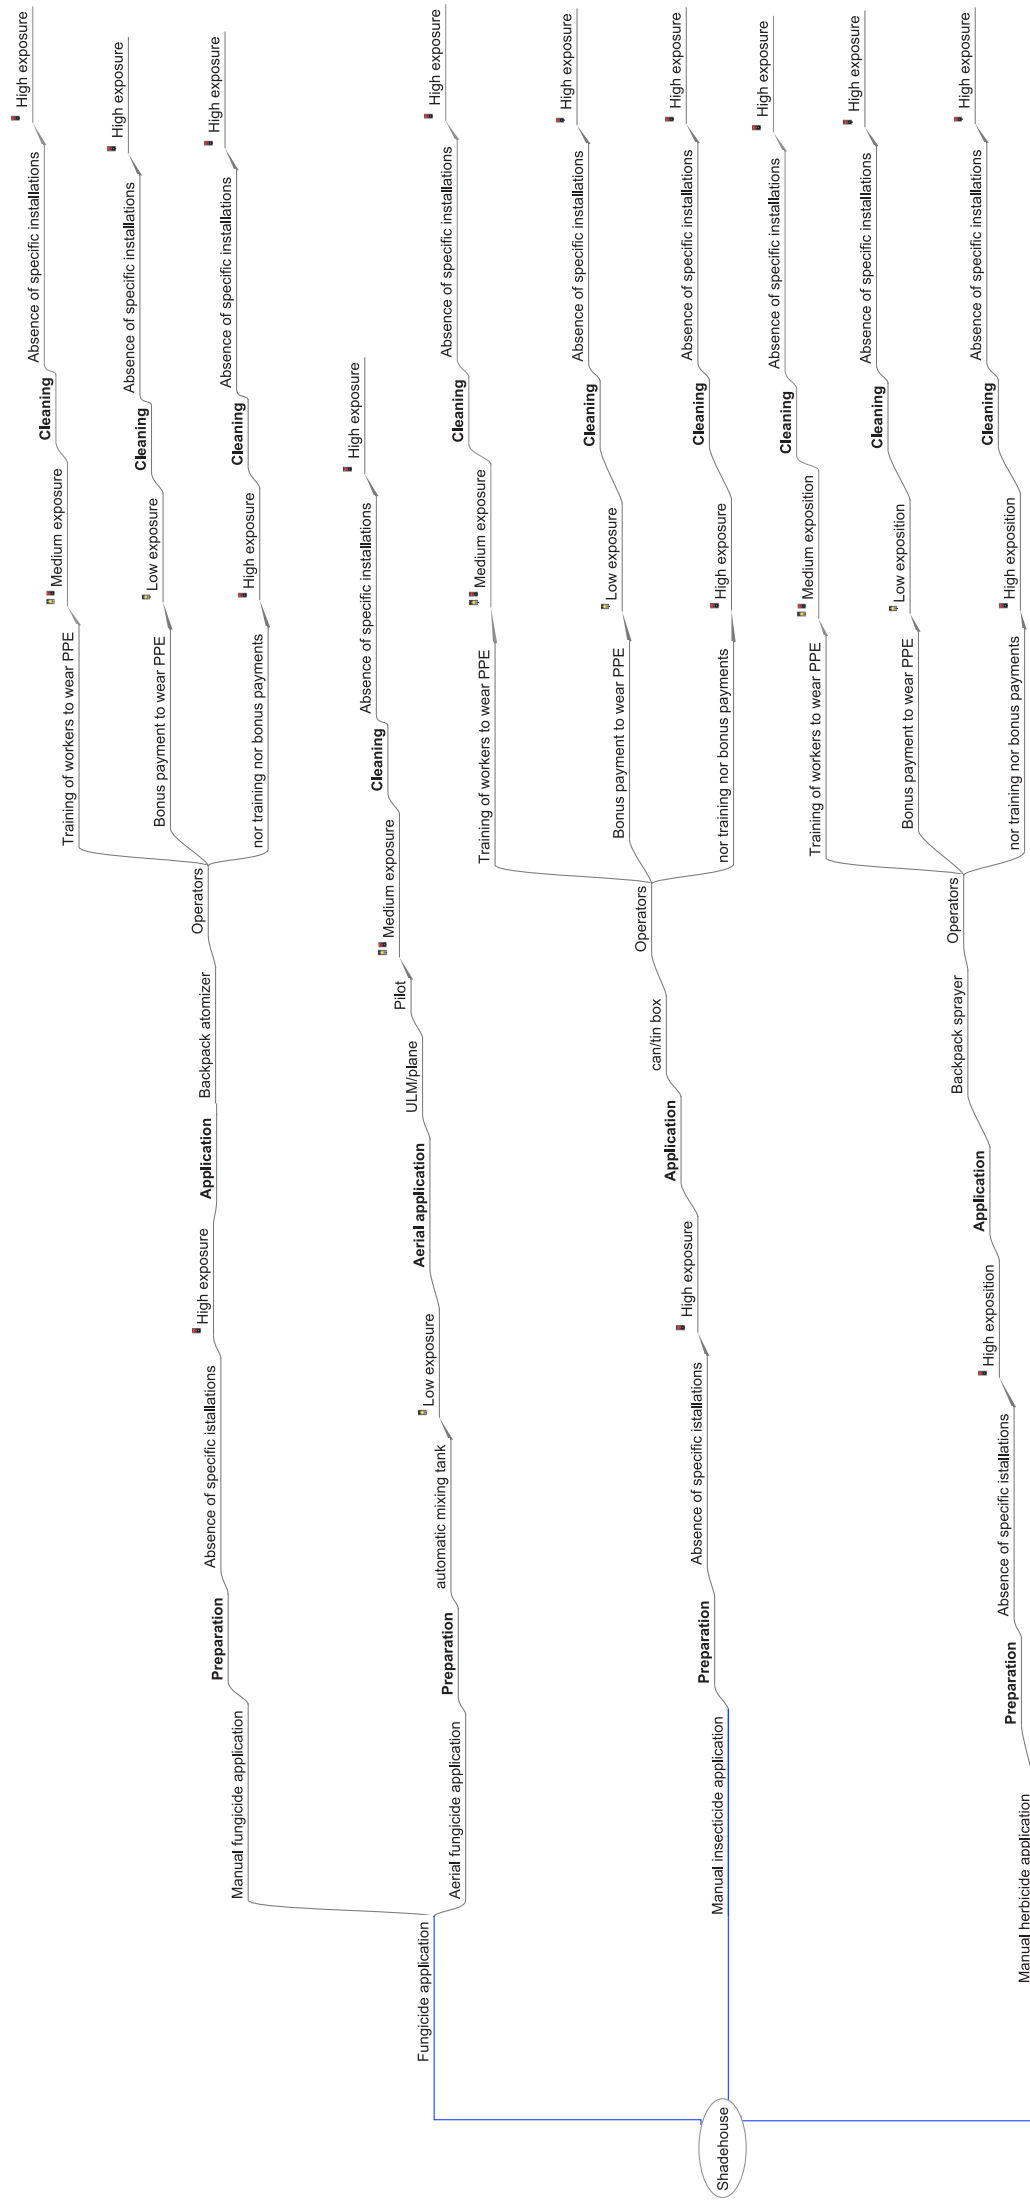 Shadehouse
Fungicide application
Manual fungicide application
Preparation
Absence of specific istallations
High exposure
Application
Backpack atomizer
Operators
Training of workers to wear PPE
Medium exposure
Cleaning
Absence of specific installations
High exposure
Bonus payment to wear PPE
Low exposure
Cleaning
Absence of specific installations
High exposure
nor training nor bonus payments
High exposure
Cleaning
Absence of specific installations
High exposure
Aerial fungicide application
Preparation
automatic mixing tank
Low exposure
Aerial application
ULM/plane
Pilot
Medium exposure
Cleaning
Absence of specific installations
High exposure
Manual insecticide application
Preparation
Absence of specific istallations
High exposure
Application
can/tin box
Operators
Training of workers to wear PPE
Medium exposure
Cleaning
Absence of specific installations
High exposure
Bonus payment to wear PPE
Low exposure
Cleaning
Absence of specific installations
High exposure
nor training nor bonus payments
High exposure
Cleaning
Absence of specific installations
High exposure
Manual herbicide application
Preparation
Absence of specific istallations
High exposition
Application
Backpack sprayer
Operators
Training of workers to wear PPE
Medium exposition
Cleaning
Absence of specific installations
High exposure
Bonus payment to wear PPE
Low exposition
Cleaning
Absence of specific installations
High exposure
nor training nor bonus payments
High exposition
Cleaning
Absence of specific installations
High exposure